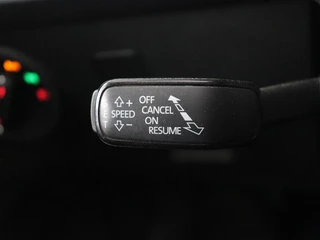 + OFF
CANCEL
E SPEED ON
T - RESUME